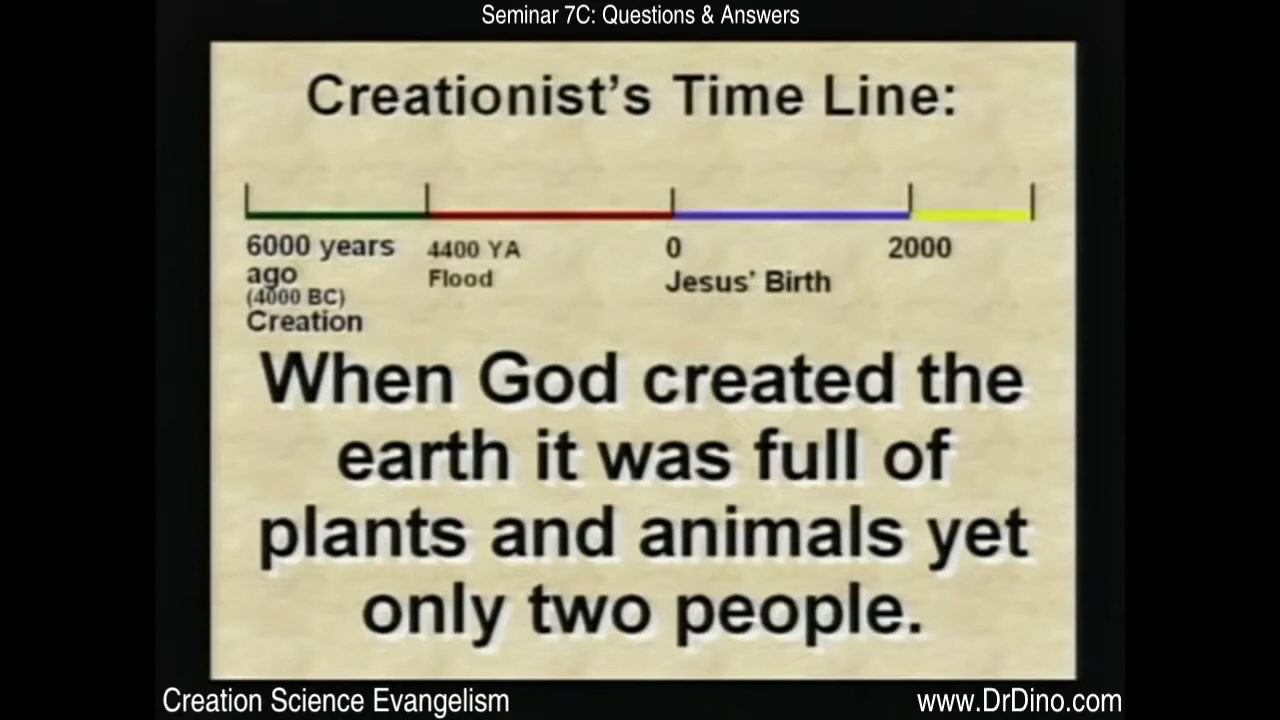 Seminar 7C: Questions & Answers
Creationist's Time Line:
6000 years
ago
(4000 BC)
Creation
4400 YA
Flood
0
Jesus' Birth
2000
When God created the
earth it was full of
plants and animals yet
only two people.
Creation Science Evangelism
www.DrDino.com